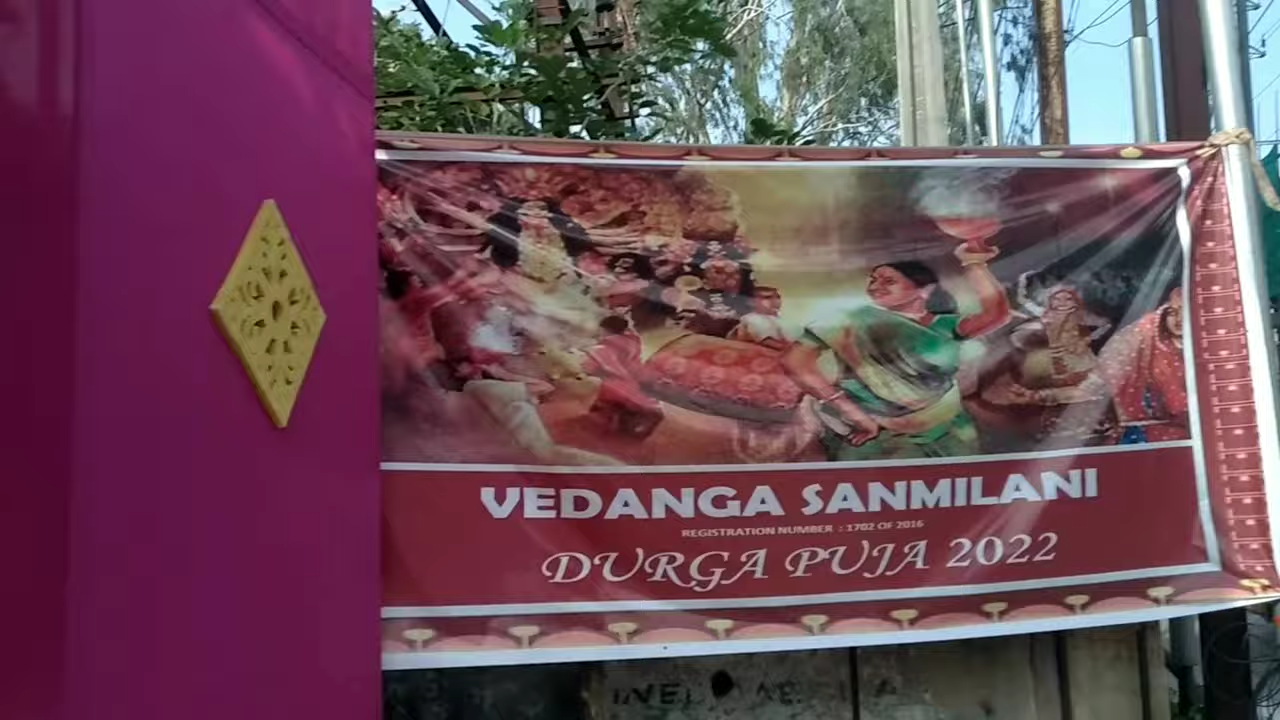 VEDANGA SANMILANI
REGISTRATION NUMBER : 1702 OF 2016
DURGA PUJA 2022